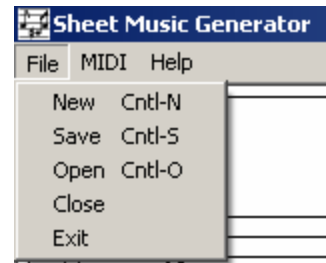 Sheet Music Generator
File MIDI Help
New Cntl-N
Save Cntl-S
Open Cntl-O
Close
Exit